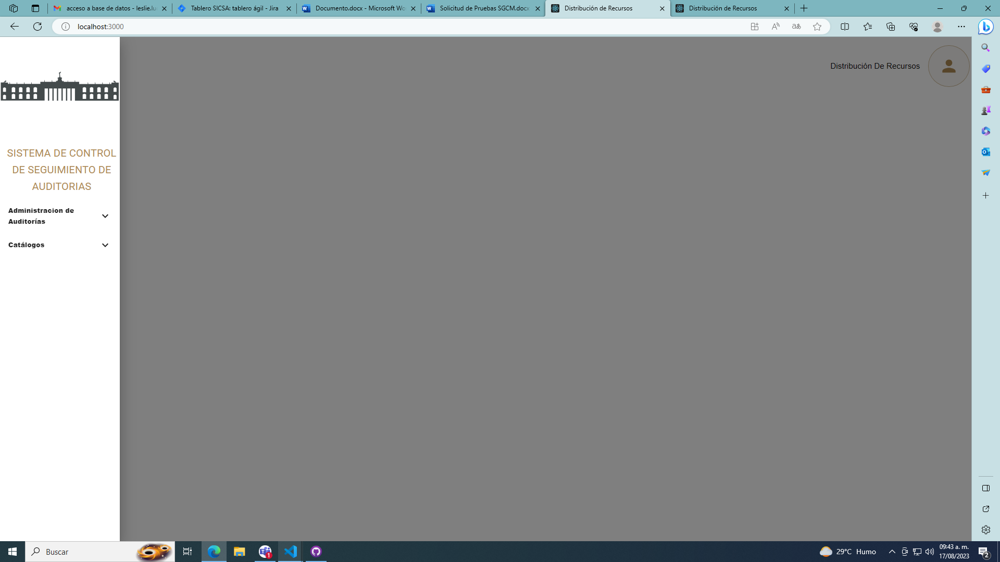 acceso a base de datos - leslie.lu
Tablero SICSA: tablero ágil - Jira
Documento.docx - Microsoft Wo
Solicitud de Pruebas SGCM.docx
Distribución de Recursos
Distribución de Recursos
localhost:3000
Distribución De Recursos
SISTEMA DE CONTROL
DE SEGUIMIENTO DE
AUDITORIAS
Administracion de
Auditorías
Catálogos
Buscar
1
29°C Humo
09:43 a. m.
17/08/2023
2